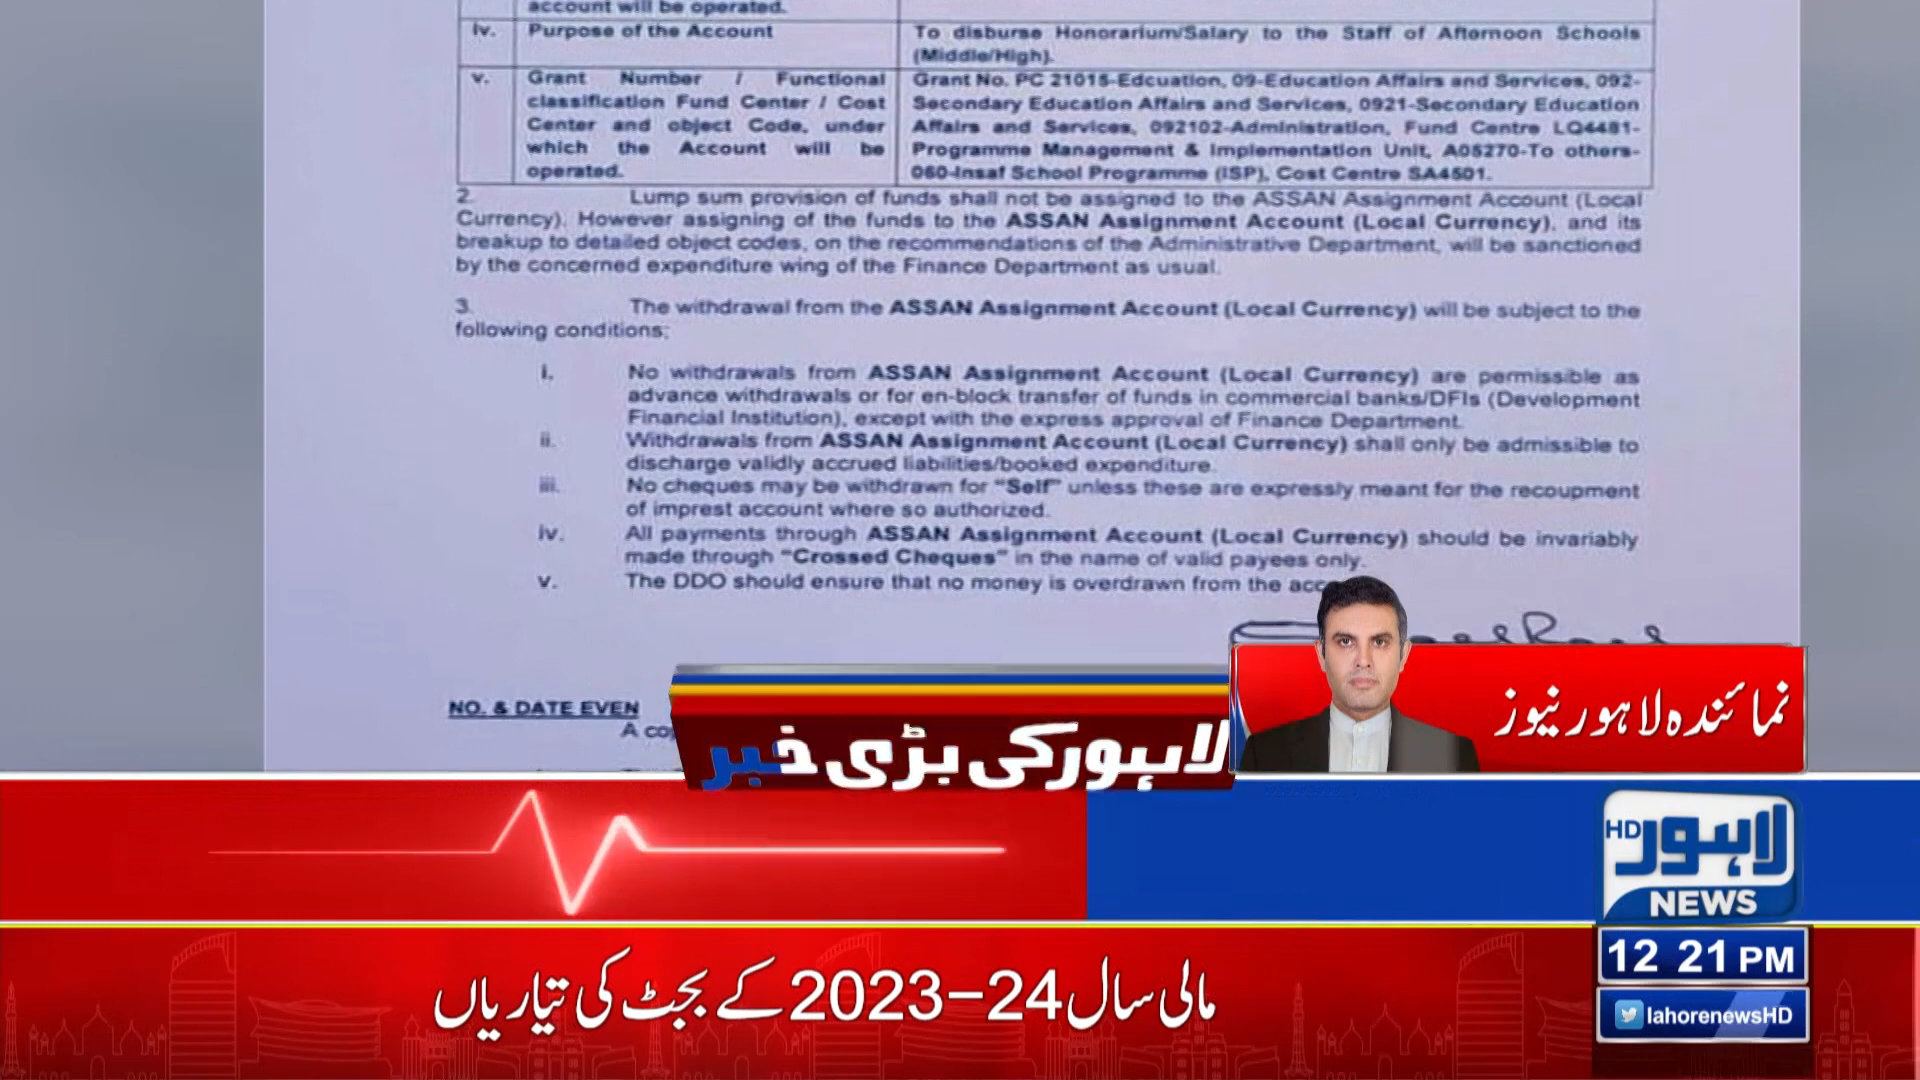 account will be operated.
iv. Purpose of the Account
To disburse Honorarium/Salary to the Staff of Afternoon Schools
(Middle/High).
v. Grant Number / Functional
classification Fund Center / Cost
Center and object Code, under
which the Account will be
operated.
Grant No. PC 21015-Edcuation, 09-Education Affairs and Services, 092-
Secondary Education Affairs and Services, 0921-Secondary Education
Affairs and Services, 092102-Administration, Fund Centre LQ4481-
Programme Management & Implementation Unit, A05270-To others-
060-Insaf School Programme (ISP), Cost Centre SA4501.
2. Lump sum provision of funds shall not be assigned to the ASSAN Assignment Account (Local
Currency). However assigning of the funds to the ASSAN Assignment Account (Local Currency), and its
breakup to detailed object codes, on the recommendations of the Administrative Department, will be sanctioned
by the concerned expenditure wing of the Finance Department as usual.
3. The withdrawal from the ASSAN Assignment Account (Local Currency) will be subject to the
following conditions;
i. No withdrawals from ASSAN Assignment Account (Local Currency) are permissible as
advance withdrawals or for en-block transfer of funds in commercial banks/DFIs (Development
Financial Institution), except with the express approval of Finance Department.
ii. Withdrawals from ASSAN Assignment Account (Local Currency) shall only be admissible to
discharge validly accrued liabilities/booked expenditure.
iii. No cheques may be withdrawn for "Self" unless these are expressly meant for the recoupment
of imprest account where so authorized.
iv. All payments through ASSAN Assignment Account (Local Currency) should be invariably
made through "Crossed Cheques" in the name of valid payees only.
v. The DDO should ensure that no money is overdrawn from the acc
NO. & DATE EVEN
A cop
نمائندہ لاہور نیوز
لاہور کی بڑی خبر
لاہور HD
NEWS
12 21 PM
lahorenewsHD
مالی سال 24-2023 کے بجٹ کی تیاریاں